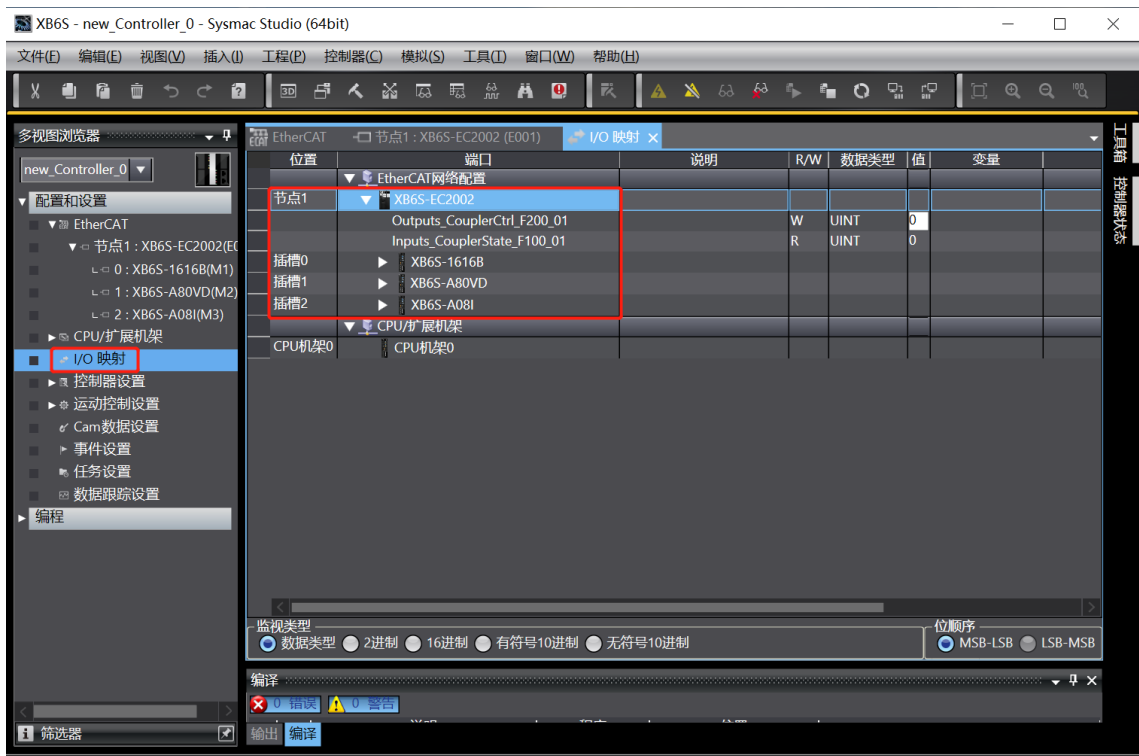 XB6S - new_Controller_0 - Sysmac Studio (64bit)
文件(F) 编辑(E) 视图(V) 插入(I) 工程(P) 控制器(C) 模拟(S) 工具(T) 窗口(W) 帮助(H)
多视图浏览器
new_Controller_0
配置和设置
EtherCAT
节点1 : XB6S-EC2002(E0
0 : XB6S-1616B(M1)
1 : XB6S-A80VD(M2)
2 : XB6S-A08I(M3)
CPU/扩展机架
I/O 映射
控制器设置
运动控制设置
Cam数据设置
事件设置
任务设置
数据跟踪设置
编程
筛选器
EtherCAT 节点1 : XB6S-EC2002 (E001) I/O 映射
位置 端口 说明 R/W 数据类型 值 变量
EtherCAT网络配置
节点1 XB6S-EC2002
Outputs_CouplerCtrl_F200_01 W UINT 0
Inputs_CouplerState_F100_01 R UINT 0
插槽0 XB6S-1616B
插槽1 XB6S-A80VD
插槽2 XB6S-A08I
CPU/扩展机架
CPU机架0 CPU机架0
监视类型
数据类型 2进制 16进制 有符号10进制 无符号10进制
位顺序
MSB-LSB LSB-MSB
编译
0 错误 0 警告
输出 编译
工具箱
控制器状态